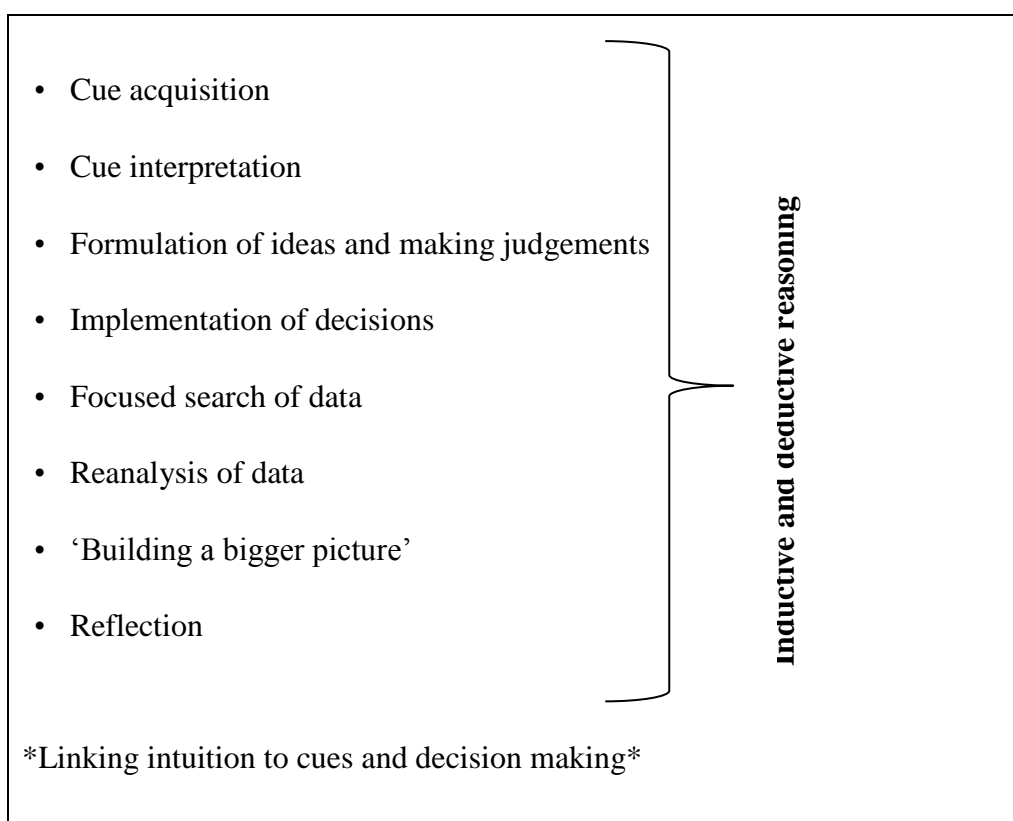 • Cue acquisition
• Cue interpretation
• Formulation of ideas and making judgements
• Implementation of decisions
• Focused search of data
• Reanalysis of data
• ‘Building a bigger picture’
• Reflection
Inductive and deductive reasoning
*Linking intuition to cues and decision making*